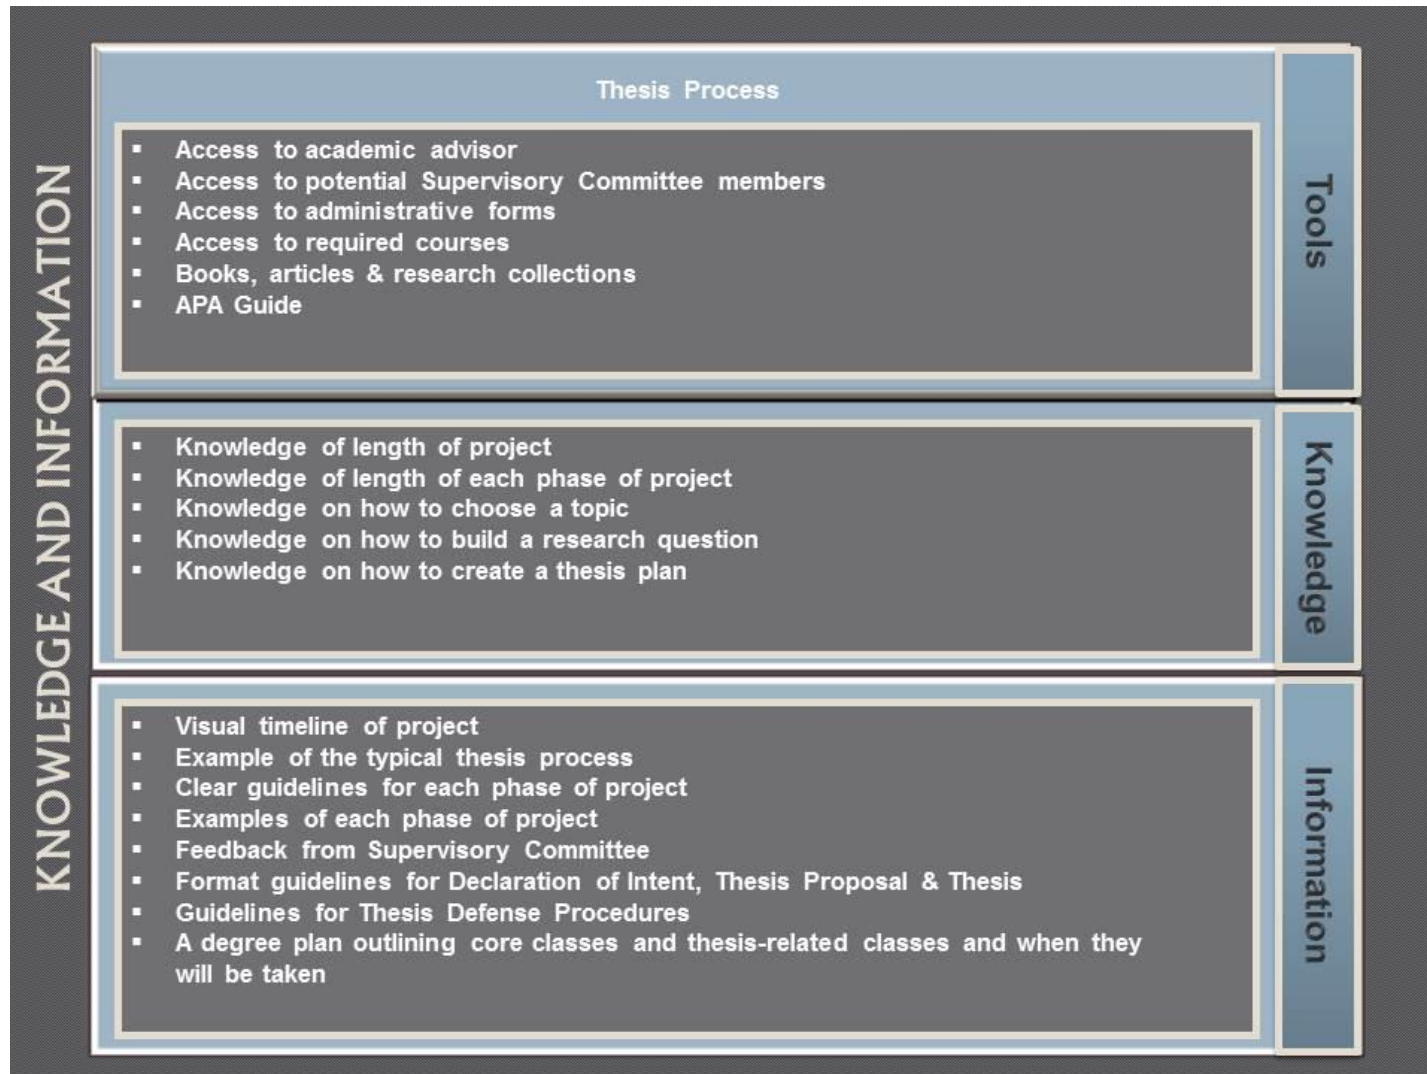 KNOWLEDGE AND INFORMATION
Thesis Process
▪ Access to academic advisor
▪ Access to potential Supervisory Committee members
▪ Access to administrative forms
▪ Access to required courses
▪ Books, articles & research collections
▪ APA Guide
Tools
▪ Knowledge of length of project
▪ Knowledge of length of each phase of project
▪ Knowledge on how to choose a topic
▪ Knowledge on how to build a research question
▪ Knowledge on how to create a thesis plan
Knowledge
▪ Visual timeline of project
▪ Example of the typical thesis process
▪ Clear guidelines for each phase of project
▪ Examples of each phase of project
▪ Feedback from Supervisory Committee
▪ Format guidelines for Declaration of Intent, Thesis Proposal & Thesis
▪ Guidelines for Thesis Defense Procedures
▪ A degree plan outlining core classes and thesis-related classes and when they
will be taken
Information